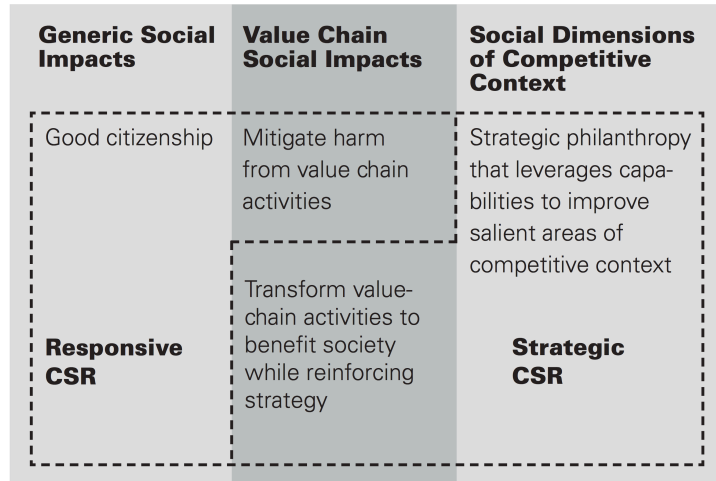 Generic Social
Impacts
Value Chain
Social Impacts
Social Dimensions
of Competitive
Context
Good citizenship
Mitigate harm
from value chain
activities
Strategic philanthropy
that leverages capa-
bilities to improve
salient areas of
competitive context
Transform value-
chain activities to
benefit society
while reinforcing
strategy
Responsive
CSR
Strategic
CSR